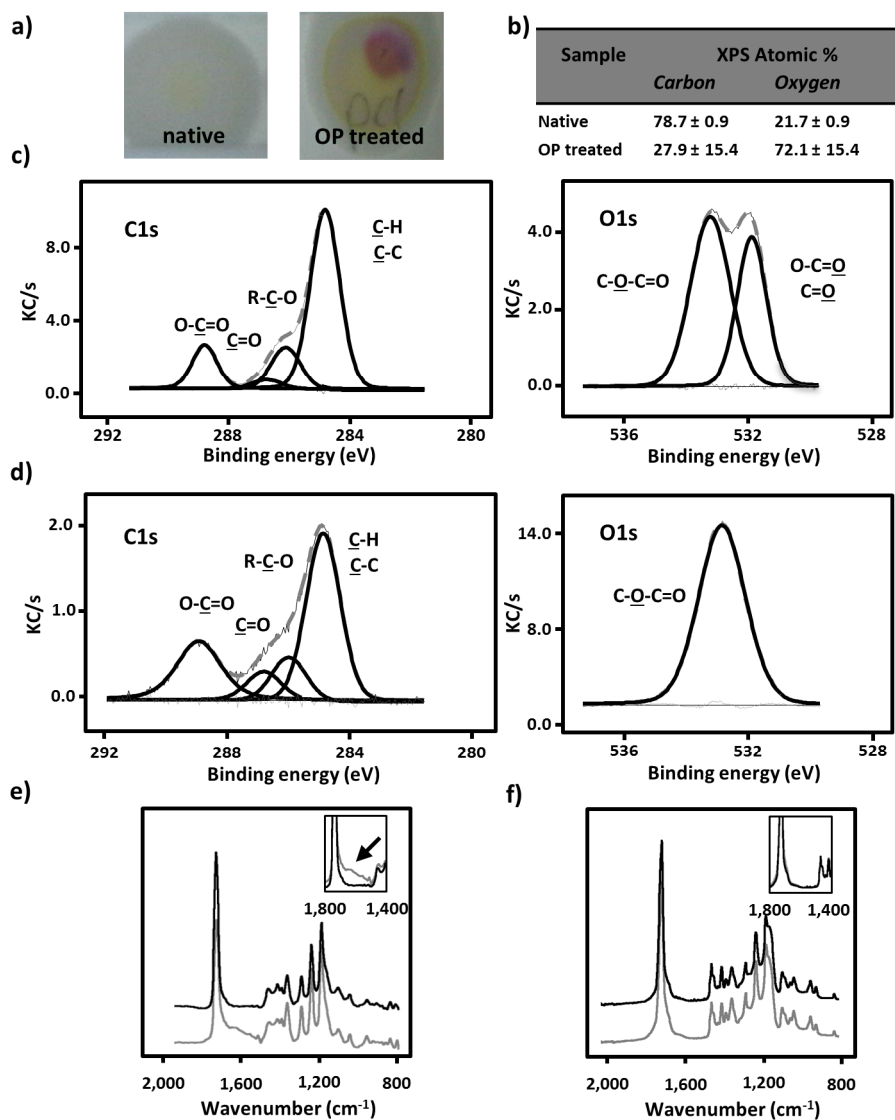 a)
native
OP treated
b)
Sample XPS Atomic %
Carbon Oxygen
Native 78.7 ± 0.9 21.7 ± 0.9
OP treated 27.9 ± 15.4 72.1 ± 15.4
c)
C1s
C-H
C-C
R-C-O
O-C=O
C=O
8.0
4.0
0.0
KC/s
292 288 284 280
Binding energy (eV)
O1s
C-O-C=O
O-C=O
C=O
4.0
2.0
0.0
KC/s
536 532 528
Binding energy (eV)
d)
C1s
C-H
C-C
R-C-O
O-C=O
C=O
2.0
1.0
0.0
KC/s
292 288 284 280
Binding energy (eV)
O1s
C-O-C=O
14.0
8.0
0.0
KC/s
536 532 528
Binding energy (eV)
e)
1,800 1,400
2,000 1,600 1,200 800
Wavenumber (cm⁻¹)
f)
1,800 1,400
2,000 1,600 1,200 800
Wavenumber (cm⁻¹)